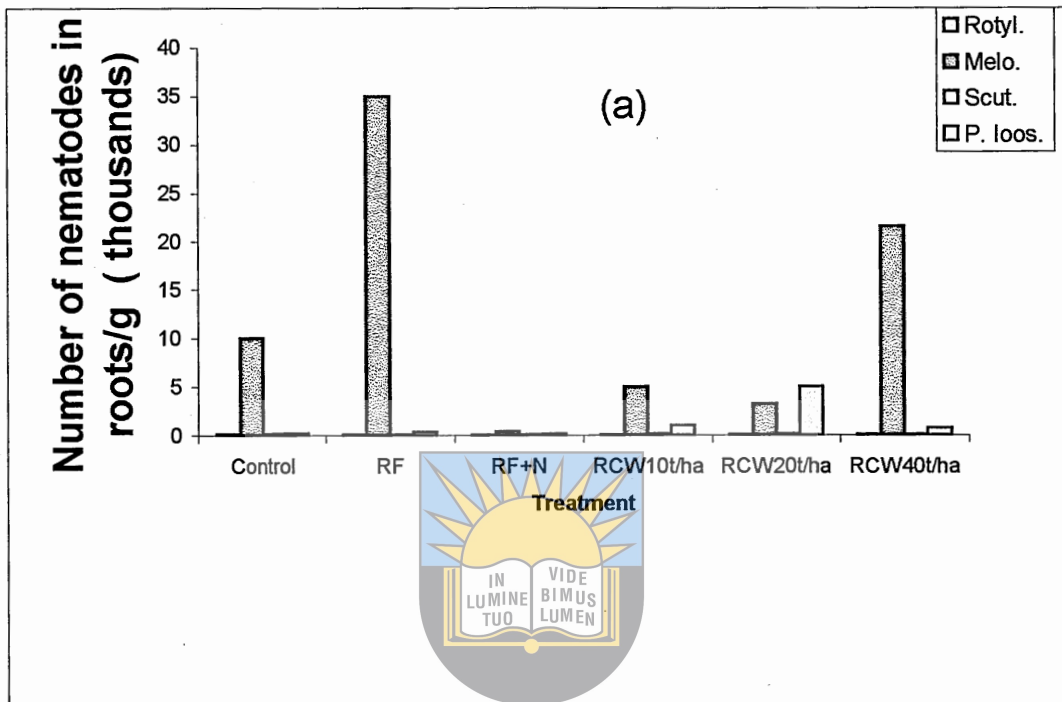 Number of nematodes in
roots/g ( thousands)
40
35
30
25
20
15
10
5
0
(a)
Rotyl.
Melo.
Scut.
P. loos.
Control
RF
RF+N
RCW10t/ha
RCW20t/ha
RCW40t/ha
Treatment
IN
LUMINE
TUO
VIDE
BIMUS
LUMEN